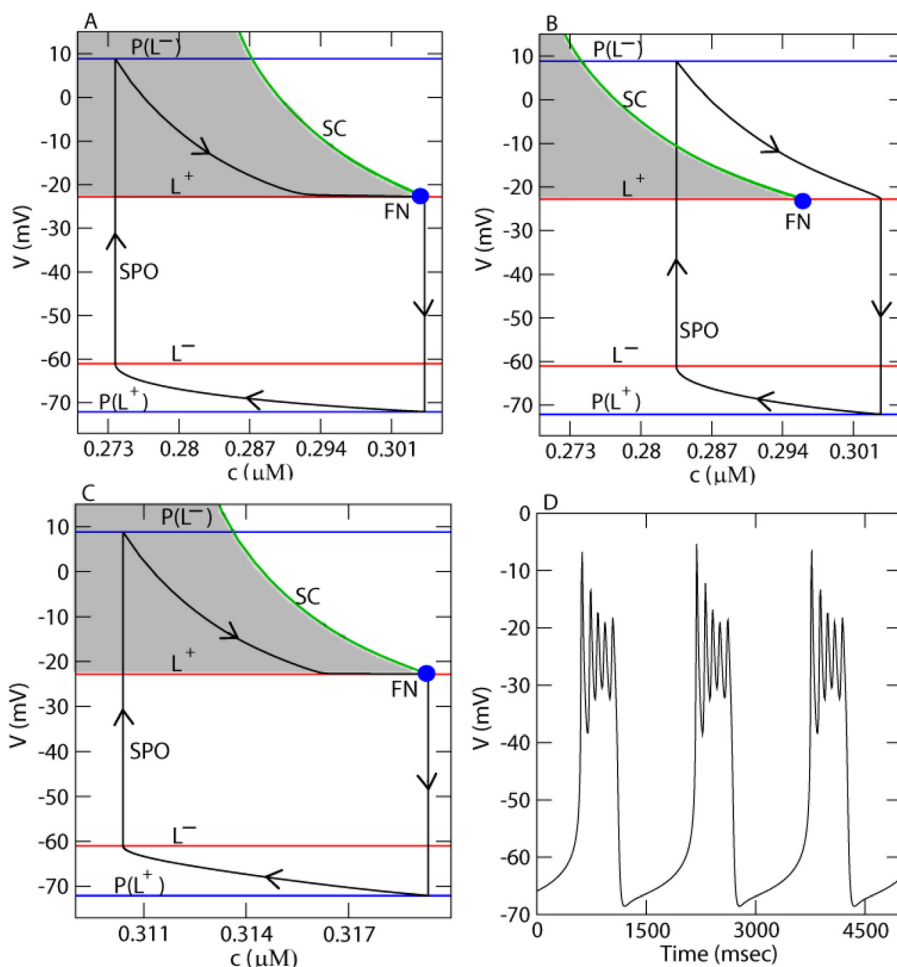 A
P(L⁻)
SC
L⁺
FN
SPO
L⁻
P(L⁺)
V (mV)
10
0
-10
-20
-30
-40
-50
-60
-70
0.273 0.28 0.287 0.294 0.301
c (μM)
B
P(L⁻)
SC
L⁺
FN
SPO
L⁻
P(L⁺)
V (mV)
10
0
-10
-20
-30
-40
-50
-60
-70
0.273 0.28 0.287 0.294 0.301
c (μM)
C
P(L⁻)
SC
L⁺
FN
SPO
L⁻
P(L⁺)
V (mV)
10
0
-10
-20
-30
-40
-50
-60
-70
0.311 0.314 0.317
c (μM)
D
V (mV)
0
-10
-20
-30
-40
-50
-60
-70
0 1500 3000 4500
Time (msec)